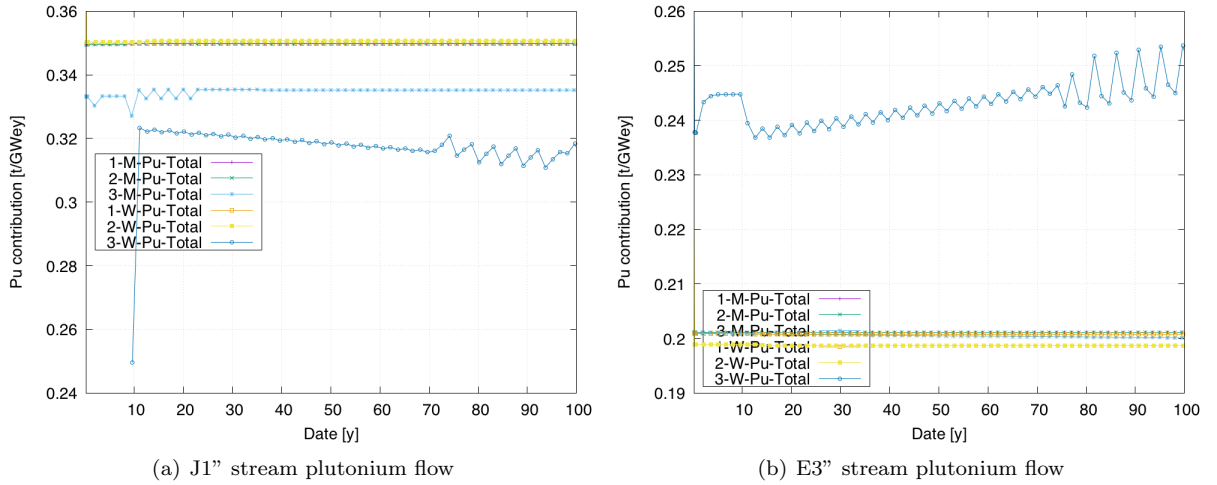 0.36
0.34
0.32
0.3
0.28
0.26
0.24
Pu contribution [t/GWey]
1-M-Pu-Total
2-M-Pu-Total
3-M-Pu-Total
1-W-Pu-Total
2-W-Pu-Total
3-W-Pu-Total
10 20 30 40 50 60 70 80 90 100
Date [y]
(a) J1” stream plutonium flow
0.26
0.25
0.24
0.23
0.22
0.21
0.2
0.19
Pu contribution [t/GWey]
1-M-Pu-Total
2-M-Pu-Total
3-M-Pu-Total
1-W-Pu-Total
2-W-Pu-Total
3-W-Pu-Total
10 20 30 40 50 60 70 80 90 100
Date [y]
(b) E3” stream plutonium flow